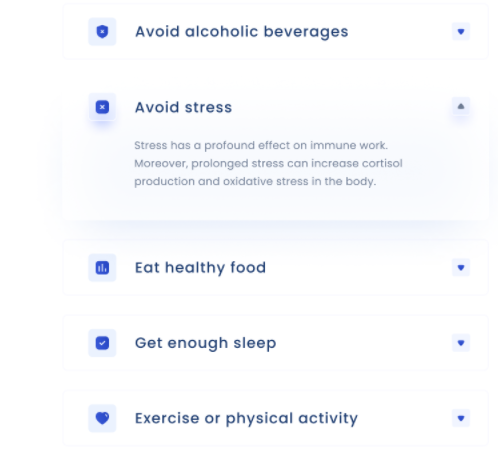 Avoid alcoholic beverages
Avoid stress
Stress has a profound effect on immune work.
Moreover, prolonged stress can increase cortisol
production and oxidative stress in the body.
Eat healthy food
Get enough sleep
Exercise or physical activity